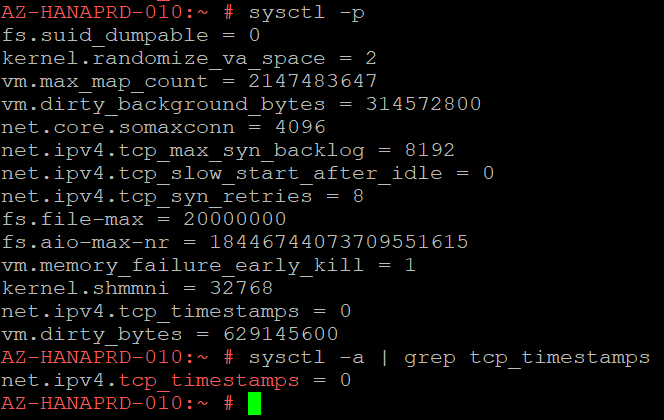 AZ-HANAPRD-010:~ # sysctl -p
fs.suid_dumpable = 0
kernel.randomize_va_space = 2
vm.max_map_count = 2147483647
vm.dirty_background_bytes = 314572800
net.core.somaxconn = 4096
net.ipv4.tcp_max_syn_backlog = 8192
net.ipv4.tcp_slow_start_after_idle = 0
net.ipv4.tcp_syn_retries = 8
fs.file-max = 20000000
fs.aio-max-nr = 18446744073709551615
vm.memory_failure_early_kill = 1
kernel.shmmni = 32768
net.ipv4.tcp_timestamps = 0
vm.dirty_bytes = 629145600
AZ-HANAPRD-010:~ # sysctl -a | grep tcp_timestamps
net.ipv4.tcp_timestamps = 0
AZ-HANAPRD-010:~ #